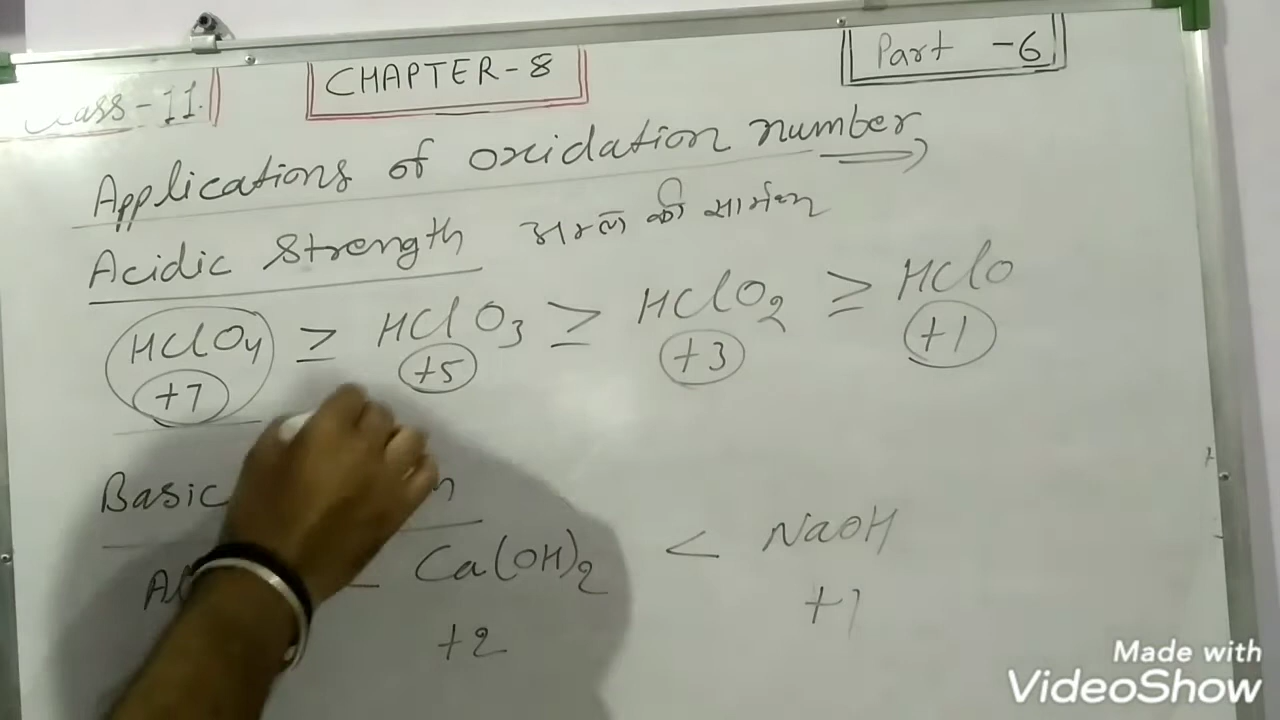 class-11.
CHAPTER-8
Part -6
Applications of oxidation number
Acidic Strength अम्ल की सामर्थ्य
HClO4 ≥ HClO3 ≥ HClO2 ≥ HClO
+7 +5 +3 +1
Basic
Ca(OH)2 < NaOH
+2 +1
Made with
VideoShow